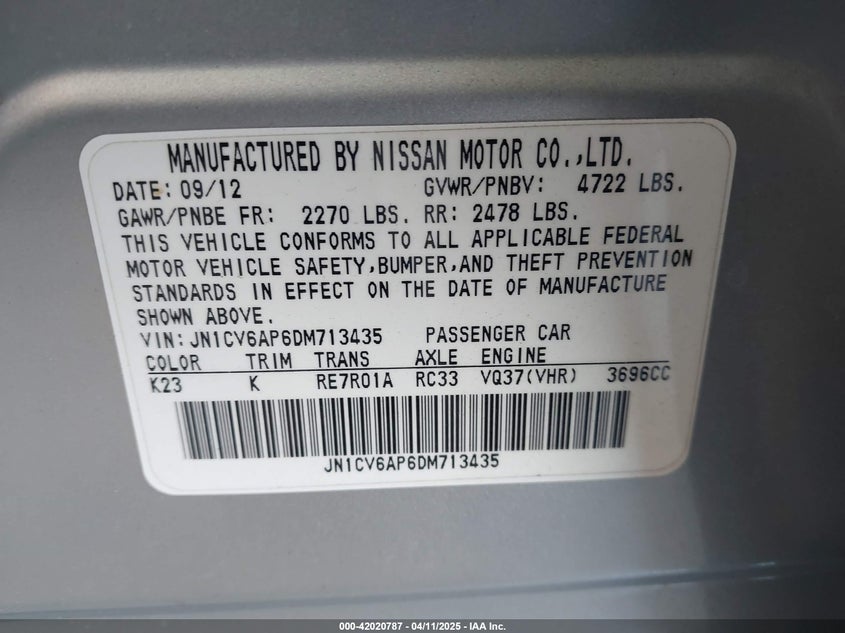 MANUFACTURED BY NISSAN MOTOR CO.,LTD.
DATE: 09/12 GVWR/PNBV: 4722 LBS.
GAWR/PNBE FR: 2270 LBS. RR: 2478 LBS.
THIS VEHICLE CONFORMS TO ALL APPLICABLE FEDERAL
MOTOR VEHICLE SAFETY,BUMPER,AND THEFT PREVENTION
STANDARDS IN EFFECT ON THE DATE OF MANUFACTURE
SHOWN ABOVE.
VIN: JN1CV6AP6DM713435 PASSENGER CAR
COLOR TRIM TRANS AXLE ENGINE
K23 K RE7R01A RC33 VQ37(VHR) 3696CC
JN1CV6AP6DM713435
000-42020787 - 04/11/2025 - IAA Inc.